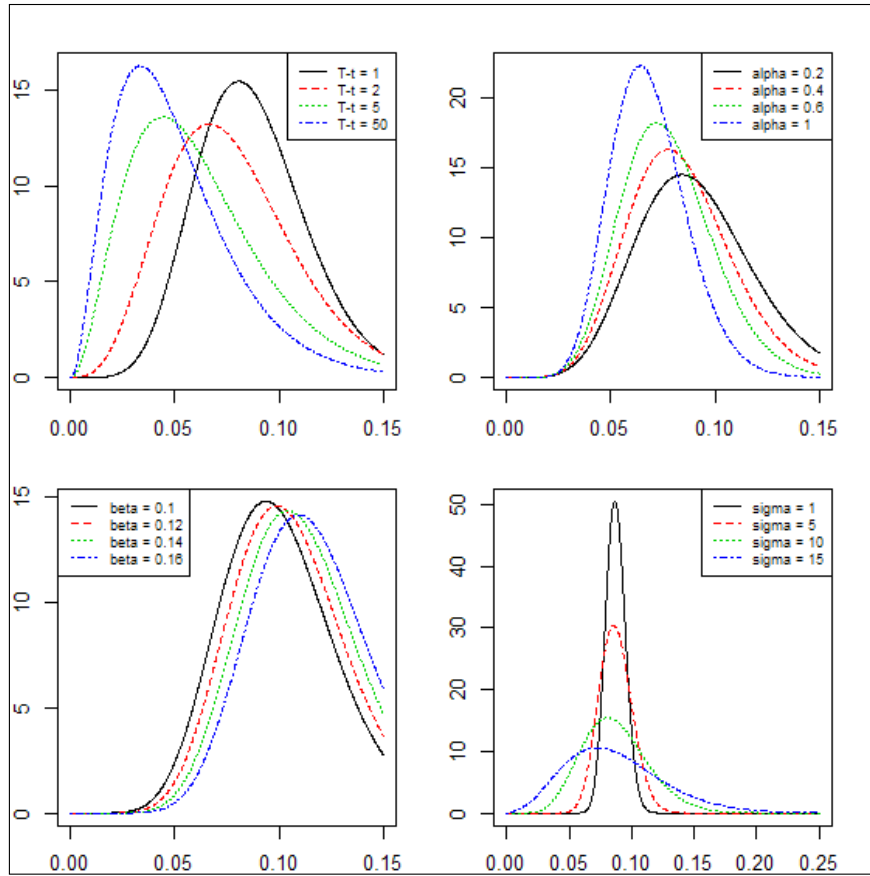 T-t = 1
T-t = 2
T-t = 5
T-t = 50
15
10
5
0
0.00 0.05 0.10 0.15
alpha = 0.2
alpha = 0.4
alpha = 0.6
alpha = 1
20
15
10
5
0
0.00 0.05 0.10 0.15
beta = 0.1
beta = 0.12
beta = 0.14
beta = 0.16
15
10
5
0
0.00 0.05 0.10 0.15
sigma = 1
sigma = 5
sigma = 10
sigma = 15
50
40
30
20
10
0
0.00 0.05 0.10 0.15 0.20 0.25